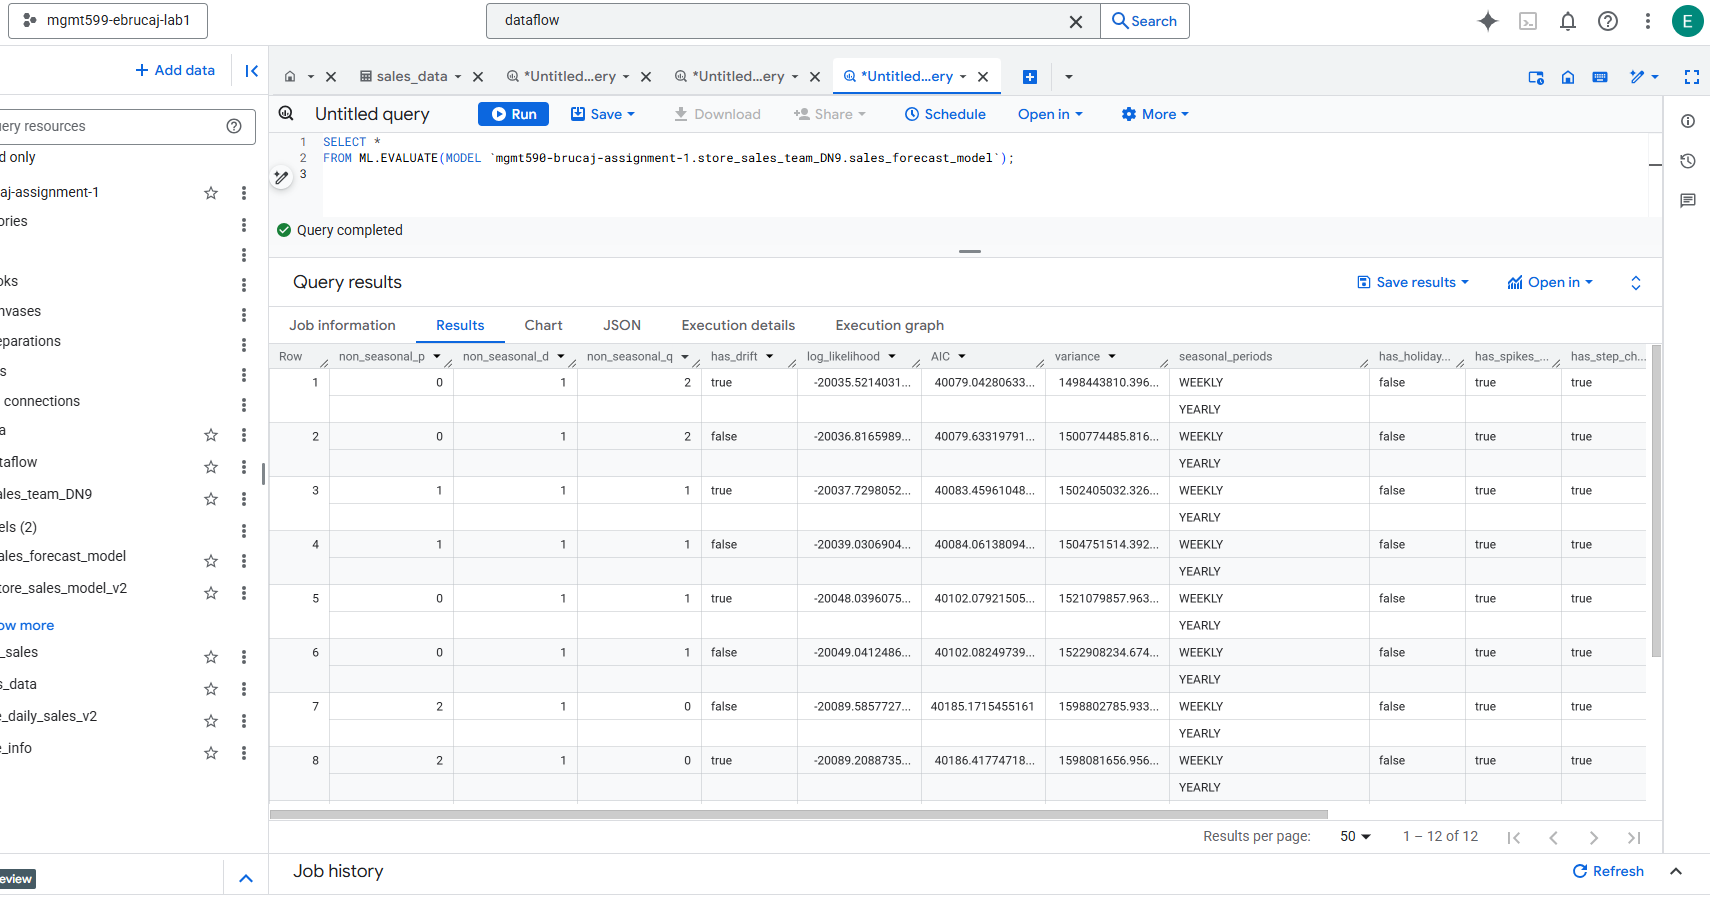 mgmt599-ebrucaj-lab1
dataflow
Search
E
Add data
sales_data
*Untitled...ery
*Untitled...ery
*Untitled...ery
ery resources
Untitled query
Run
Save
Download
Share
Schedule
Open in
More
d only
1 SELECT *
2 FROM ML.EVALUATE(MODEL `mgmt590-brucaj-assignment-1.store_sales_team_DN9.sales_forecast_model`);
3
aj-assignment-1
ories
oks
nvases
eparations
s
connections
a
taflow
ales_team_DN9
els (2)
ales_forecast_model
tore_sales_model_v2
ow more
_sales
s_data
e_daily_sales_v2
e_info
eview
Query completed
Query results
Save results
Open in
Job information
Results
Chart
JSON
Execution details
Execution graph
Row non_seasonal_p non_seasonal_d non_seasonal_q has_drift log_likelihood AIC variance seasonal_periods has_holiday... has_spikes_... has_step_ch...
1 0 1 2 true -20035.5214031... 40079.04280633... 1498443810.396... WEEKLY false true true
YEARLY
2 0 1 2 false -20036.8165989... 40079.63319791... 1500774485.816... WEEKLY false true true
YEARLY
3 1 1 1 true -20037.7298052... 40083.45961048... 1502405032.326... WEEKLY false true true
YEARLY
4 1 1 1 false -20039.0306904... 40084.06138094... 1504751514.392... WEEKLY false true true
YEARLY
5 0 1 1 true -20048.0396075... 40102.07921505... 1521079857.963... WEEKLY false true true
YEARLY
6 0 1 1 false -20049.0412486... 40102.08249739... 1522908234.674... WEEKLY false true true
YEARLY
7 2 1 0 false -20089.5857727... 40185.1715455161 1598802785.933... WEEKLY false true true
YEARLY
8 2 1 0 true -20089.2088735... 40186.41774718... 1598081656.956... WEEKLY false true true
YEARLY
Results per page: 50 1 – 12 of 12
Job history
Refresh